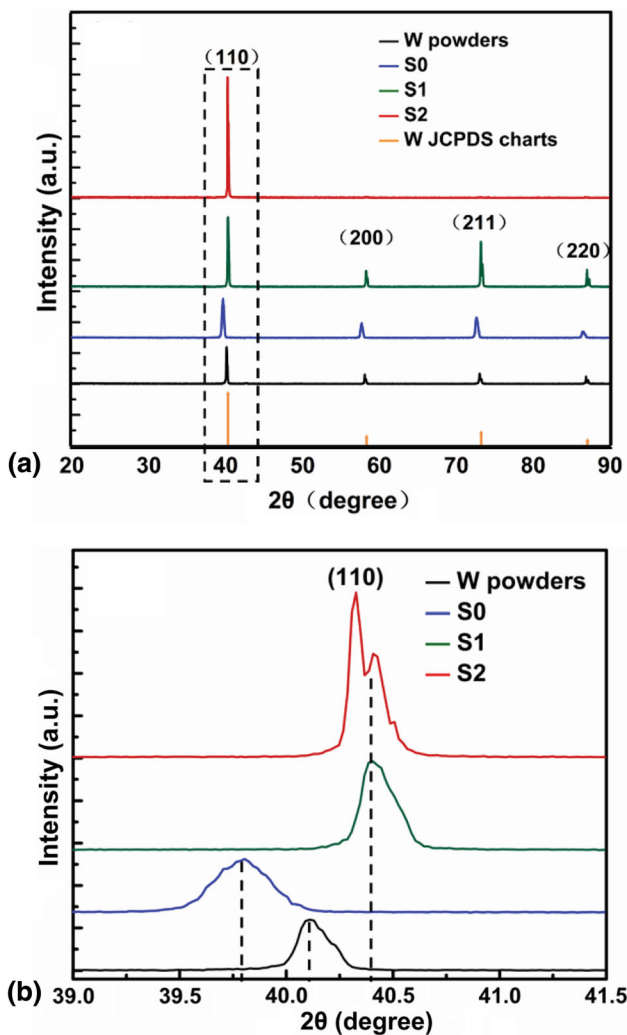 (110)
W powders
S0
S1
S2
W JCPDS charts
（200）
（211）
（220）
Intensity (a.u.)
20 30 40 50 60 70 80 90
2θ（degree）
(a)
(110)
W powders
S0
S1
S2
Intensity (a.u.)
39.0 39.5 40.0 40.5 41.0 41.5
2θ (degree)
(b)